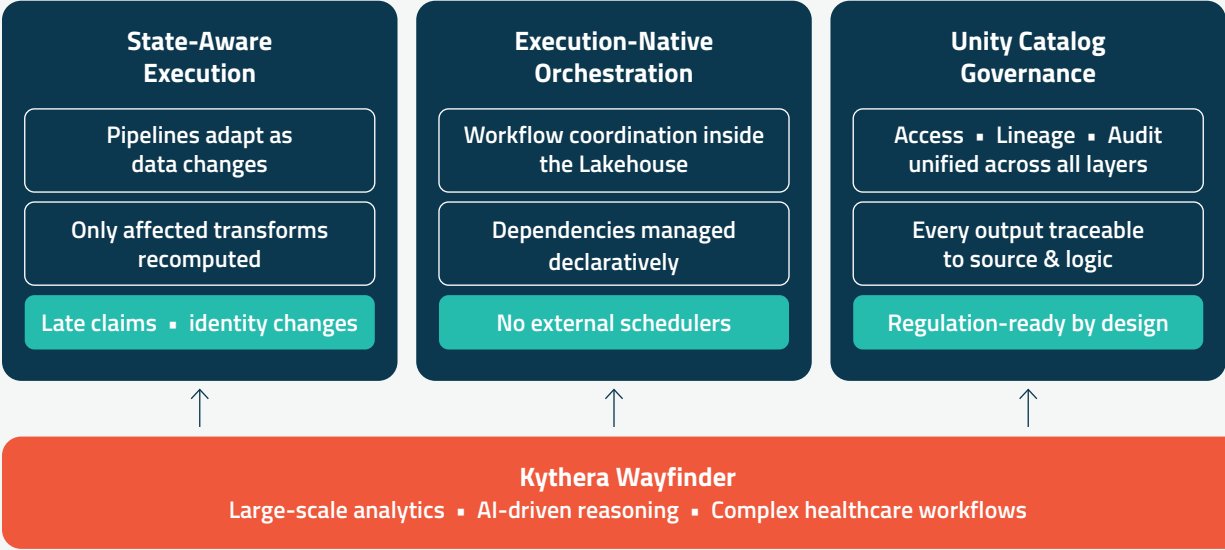 State-Aware
Execution
Pipelines adapt as
data changes
Only affected transforms
recomputed
Late claims ▪ identity changes
Execution-Native
Orchestration
Workflow coordination inside
the Lakehouse
Dependencies managed
declaratively
No external schedulers
Unity Catalog
Governance
Access ▪ Lineage ▪ Audit
unified across all layers
Every output traceable
to source & logic
Regulation-ready by design
Kythera Wayfinder
Large-scale analytics ▪ AI-driven reasoning ▪ Complex healthcare workflows